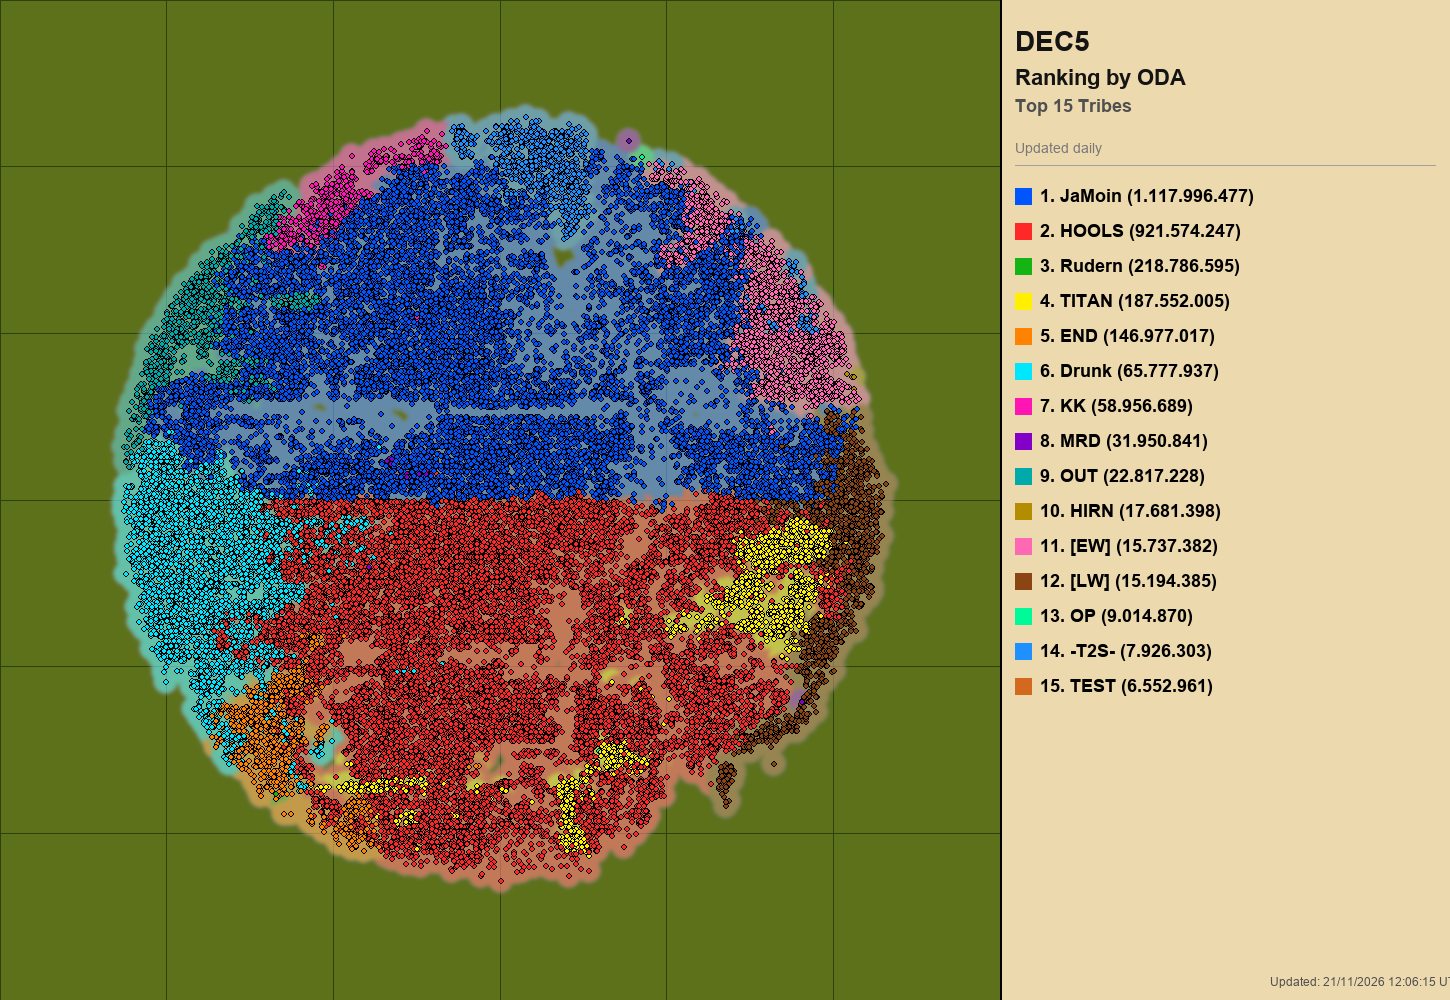 DEC5
Ranking by ODA
Top 15 Tribes
Updated daily
1. JaMoin (1.117.996.477)
2. HOOLS (921.574.247)
3. Rudern (218.786.595)
4. TITAN (187.552.005)
5. END (146.977.017)
6. Drunk (65.777.937)
7. KK (58.956.689)
8. MRD (31.950.841)
9. OUT (22.817.228)
10. HIRN (17.681.398)
11. [EW] (15.737.382)
12. [LW] (15.194.385)
13. OP (9.014.870)
14. -T2S- (7.926.303)
15. TEST (6.552.961)
Updated: 21/11/2026 12:06:15 U